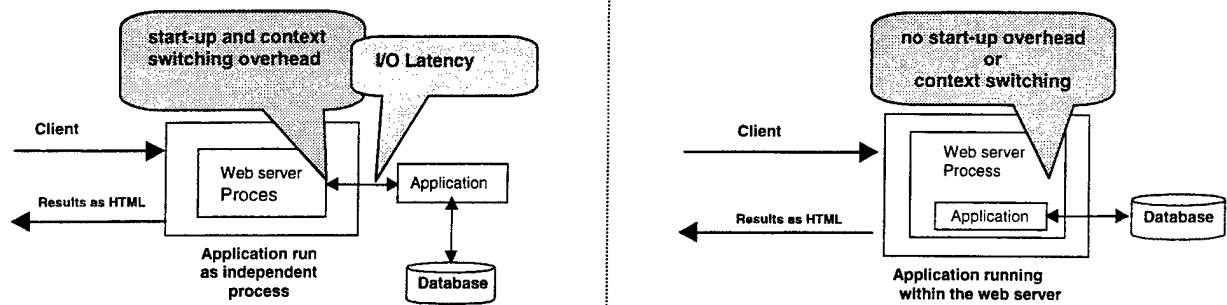 start-up and context
switching overhead
I/O Latency
Client
Web server
Proces
Application
Results as HTML
Application run
as independent
process
Database
no start-up overhead
or
context switching
Client
Web server
Process
Application
Database
Results as HTML
Application running
within the web server